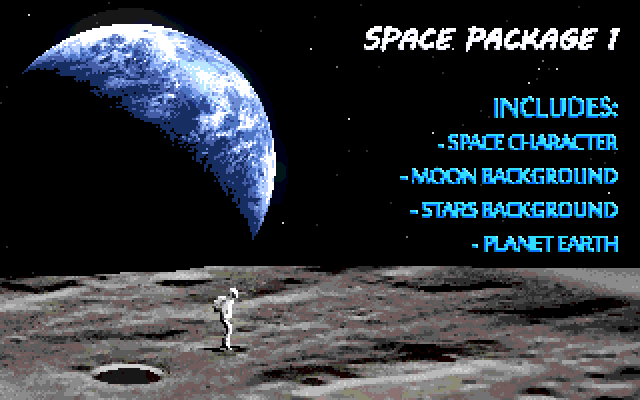 SPACE PACKAGE 1
INCLUDES:
- SPACE CHARACTER
- MOON BACKGROUND
- STARS BACKGROUND
- PLANET EARTH